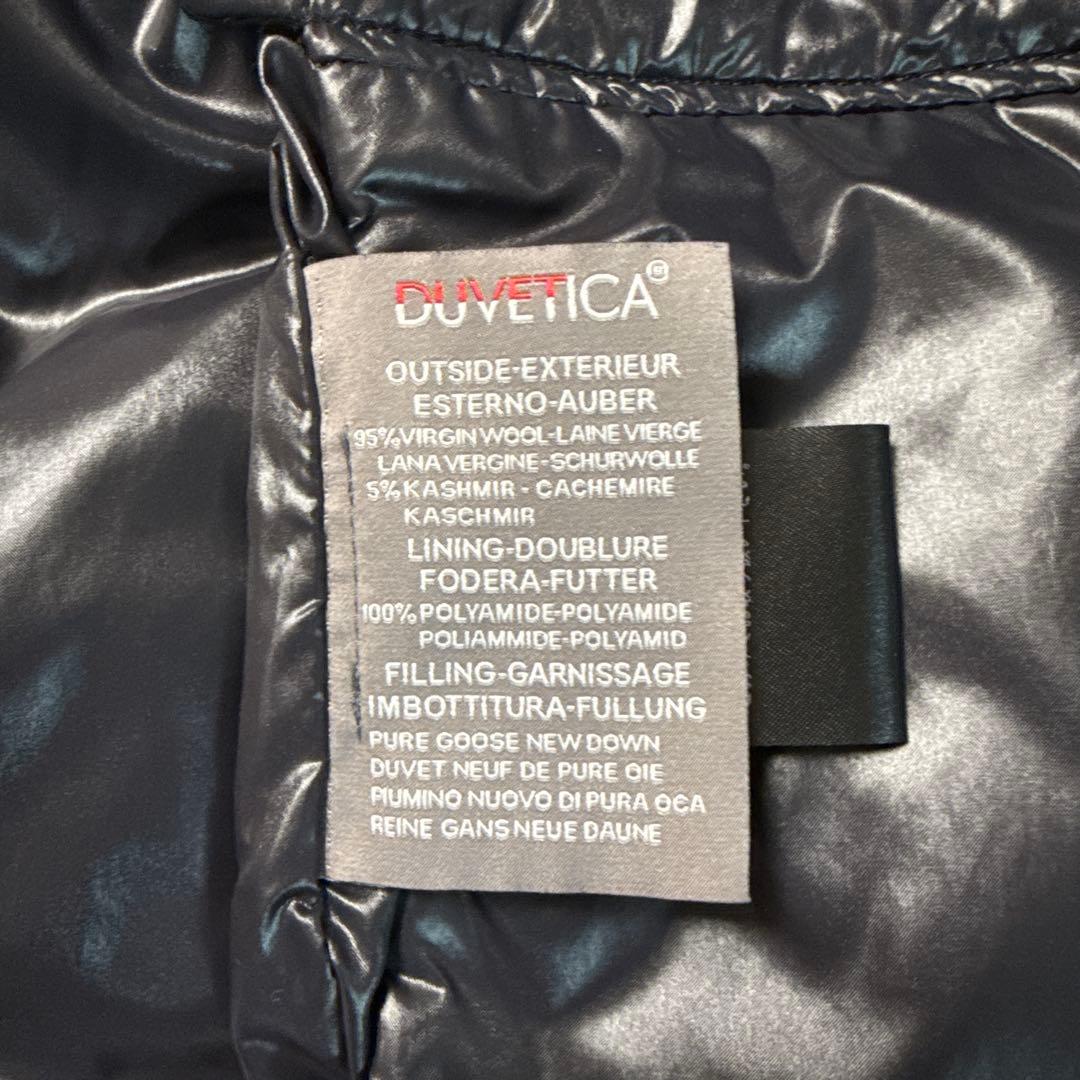 DUVETICA®
OUTSIDE-EXTERIEUR
ESTERNO-AUBER
95%VIRGIN WOOL-LAINE VIERGE
LANA VERGINE-SCHURWOLLE
5% KASHMIR - CACHEMIRE
KASCHMIR
LINING-DOUBLURE
FODERA-FUTTER
100% POLYAMIDE-POLYAMIDE
POLIAMMIDE-POLYAMID
FILLING-GARNISSAGE
IMBOTTITURA-FULLUNG
PURE GOOSE NEW DOWN
DUVET NEUF DE PURE OIE
PIUMINO NUOVO DI PURA OCA
REINE GANS NEUE DAUNE